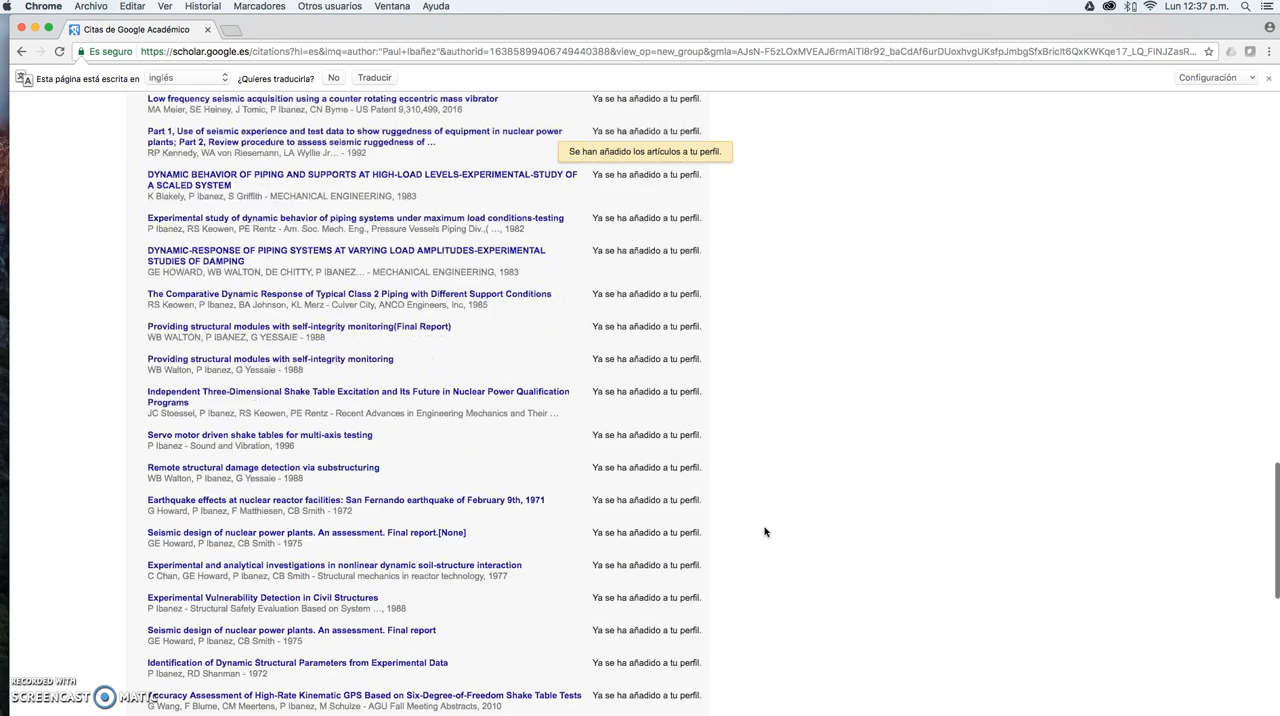 Chrome Archivo Editar Ver Historial Marcadores Otros usuarios Ventana Ayuda Lun 12:37 p.m.
Citas de Google Académico
Es seguro https://scholar.google.es/citations?hl=es&imq=author:"Paul+Ibañez"&authorid=16385899406749440388&view_op=new_group&gmla=
Esta página está escrita en inglés ¿Quieres traducirla? No Traducir Configuración
Low frequency seismic acquisition using a counter rotating eccentric mass vibrator Ya se ha añadido a tu perfil.
MA Meier, SE Heiney, J Tomic, P Ibanez, CN Byrne - US Patent 9,310,499, 2016
Part 1, Use of seismic experience and test data to show ruggedness of equipment in nuclear power Ya se ha añadido a tu perfil.
plants; Part 2, Review procedure to assess seismic ruggedness of ...
RP Kennedy, WA von Riesemann, LA Wyllie Jr... - 1992
Se han añadido los artículos a tu perfil.
DYNAMIC BEHAVIOR OF PIPING AND SUPPORTS AT HIGH-LOAD LEVELS-EXPERIMENTAL-STUDY OF Ya se ha añadido a tu perfil.
A SCALED SYSTEM
K Blakely, P Ibanez, S Griffith - MECHANICAL ENGINEERING, 1983
Experimental study of dynamic behavior of piping systems under maximum load conditions-testing Ya se ha añadido a tu perfil.
P Ibanez, RS Keowen, PE Rentz - Am. Soc. Mech. Eng., Pressure Vessels Piping Div.,( ..., 1982
DYNAMIC-RESPONSE OF PIPING SYSTEMS AT VARYING LOAD AMPLITUDES-EXPERIMENTAL Ya se ha añadido a tu perfil.
STUDIES OF DAMPING
GE HOWARD, WB WALTON, DE CHITTY, P IBANEZ... - MECHANICAL ENGINEERING, 1983
The Comparative Dynamic Response of Typical Class 2 Piping with Different Support Conditions Ya se ha añadido a tu perfil.
RS Keowen, P Ibanez, BA Johnson, KL Merz - Culver City, ANCO Engineers, Inc, 1985
Providing structural modules with self-integrity monitoring(Final Report) Ya se ha añadido a tu perfil.
WB WALTON, P IBANEZ, G YESSAIE - 1988
Providing structural modules with self-integrity monitoring Ya se ha añadido a tu perfil.
WB Walton, P Ibanez, G Yessaie - 1988
Independent Three-Dimensional Shake Table Excitation and Its Future in Nuclear Power Qualification Ya se ha añadido a tu perfil.
Programs
JC Stoessel, P Ibanez, RS Keowen, PE Rentz - Recent Advances in Engineering Mechanics and Their ...
Servo motor driven shake tables for multi-axis testing Ya se ha añadido a tu perfil.
P Ibanez - Sound and Vibration, 1996
Remote structural damage detection via substructuring Ya se ha añadido a tu perfil.
WB Walton, P Ibanez, G Yessaie - 1988
Earthquake effects at nuclear reactor facilities: San Fernando earthquake of February 9th, 1971 Ya se ha añadido a tu perfil.
G Howard, P Ibanez, F Matthiesen, CB Smith - 1972
Seismic design of nuclear power plants. An assessment. Final report.[None] Ya se ha añadido a tu perfil.
GE Howard, P Ibanez, CB Smith - 1975
Experimental and analytical investigations in nonlinear dynamic soil-structure interaction Ya se ha añadido a tu perfil.
C Chan, GE Howard, P Ibanez, CB Smith - Structural mechanics in reactor technology, 1977
Experimental Vulnerability Detection in Civil Structures Ya se ha añadido a tu perfil.
P Ibanez - Structural Safety Evaluation Based on System ..., 1988
Seismic design of nuclear power plants. An assessment. Final report Ya se ha añadido a tu perfil.
GE Howard, P Ibanez, CB Smith - 1975
Identification of Dynamic Structural Parameters from Experimental Data Ya se ha añadido a tu perfil.
P Ibanez, RD Shanman - 1972
Accuracy Assessment of High-Rate Kinematic GPS Based on Six-Degree-of-Freedom Shake Table Tests Ya se ha añadido a tu perfil.
G Wang, F Blume, CM Meertens, P Ibanez, M Schulze - AGU Fall Meeting Abstracts, 2010
RECORDED WITH
SCREENCAST MATIC